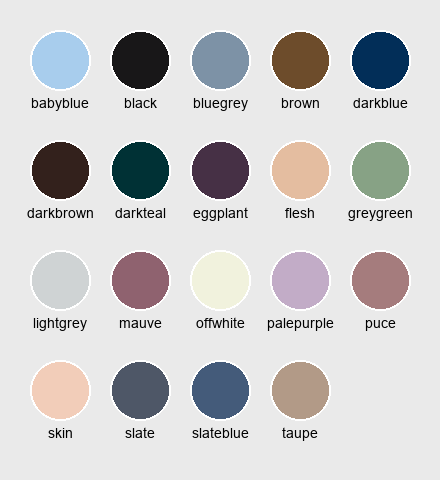 babyblue black bluegrey brown darkblue
darkbrown darkteal eggplant flesh greygreen
lightgrey mauve offwhite palepurple puce
skin slate slateblue taupe